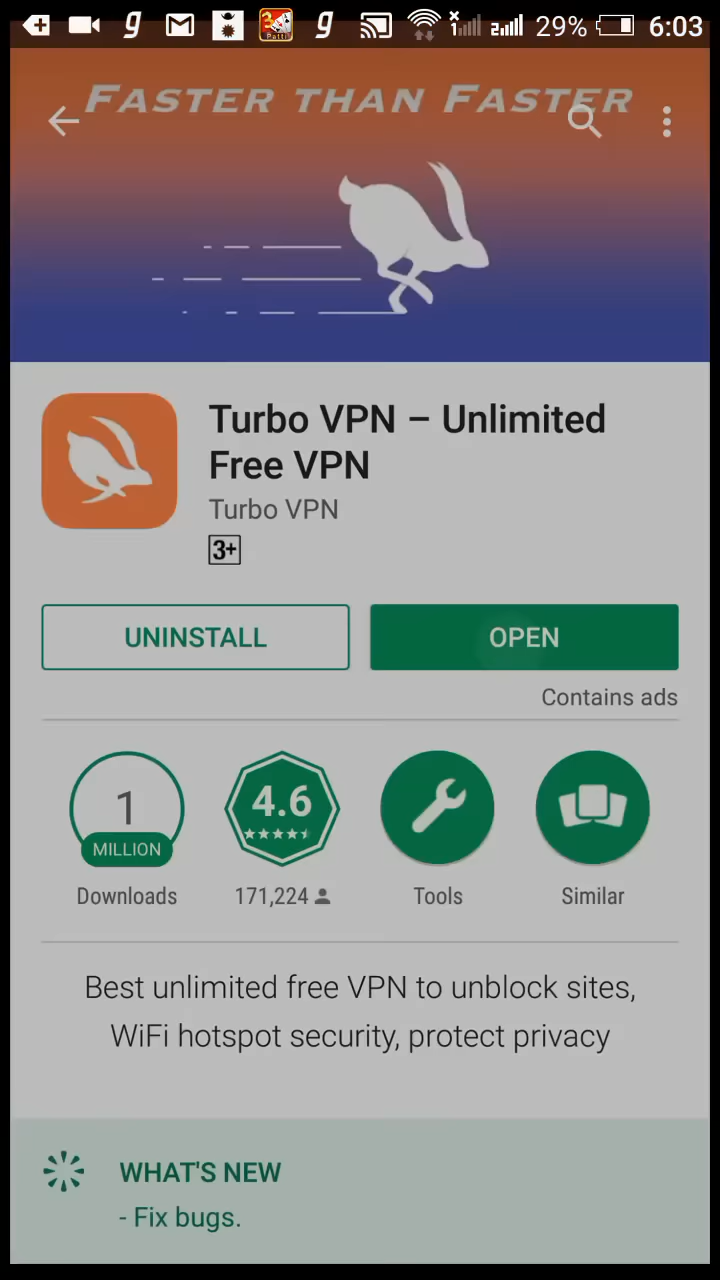 29% 6:03
FASTER THAN FASTER
Turbo VPN – Unlimited
Free VPN
Turbo VPN
3+
UNINSTALL
OPEN
Contains ads
1
MILLION
Downloads
4.6
171,224
Tools
Similar
Best unlimited free VPN to unblock sites,
WiFi hotspot security, protect privacy
WHAT'S NEW
- Fix bugs.